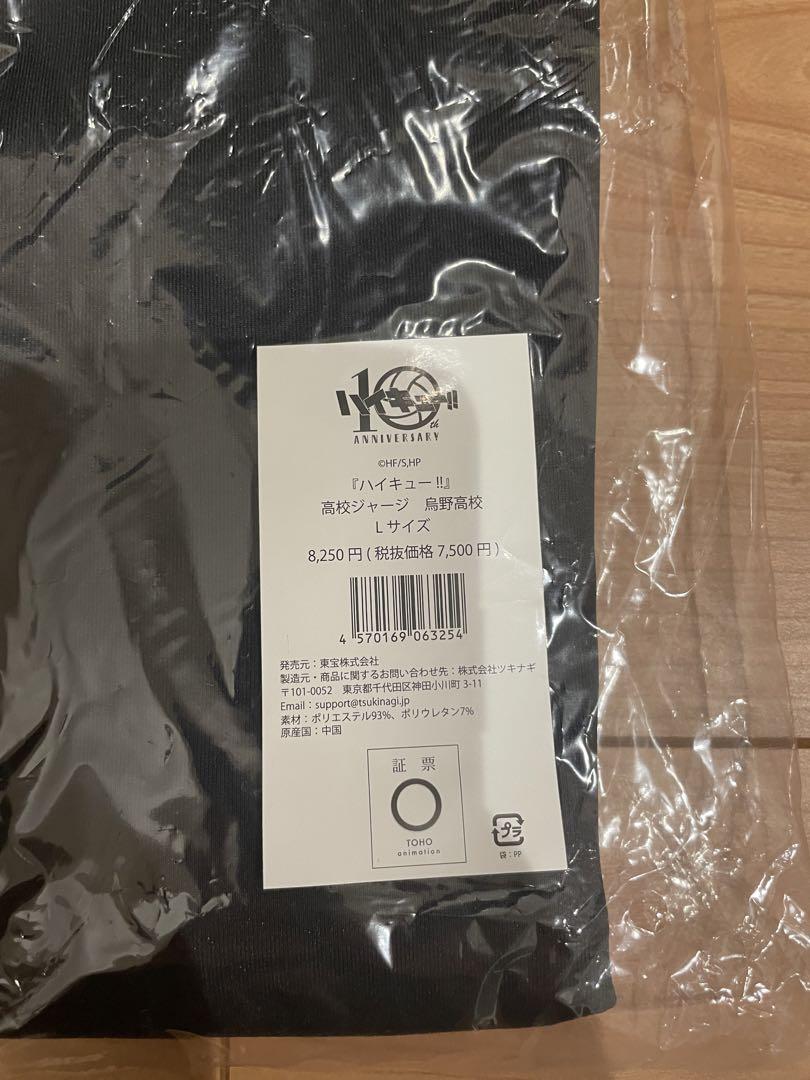 10th
ハイキュー!!
ANNIVERSARY
©HF/S,HP
『ハイキュー!!』
高校ジャージ　烏野高校
Lサイズ
8,250円(税抜価格7,500円)
4 570169 063254
発売元：東宝株式会社
製造元・商品に関するお問い合わせ先：株式会社ツキナギ
〒101-0052　東京都千代田区神田小川町3-11
Email：support@tsukinagi.jp
素材：ポリエステル93%、ポリウレタン7%
原産国：中国
証票
TOHO
animation
プラ
袋：PP